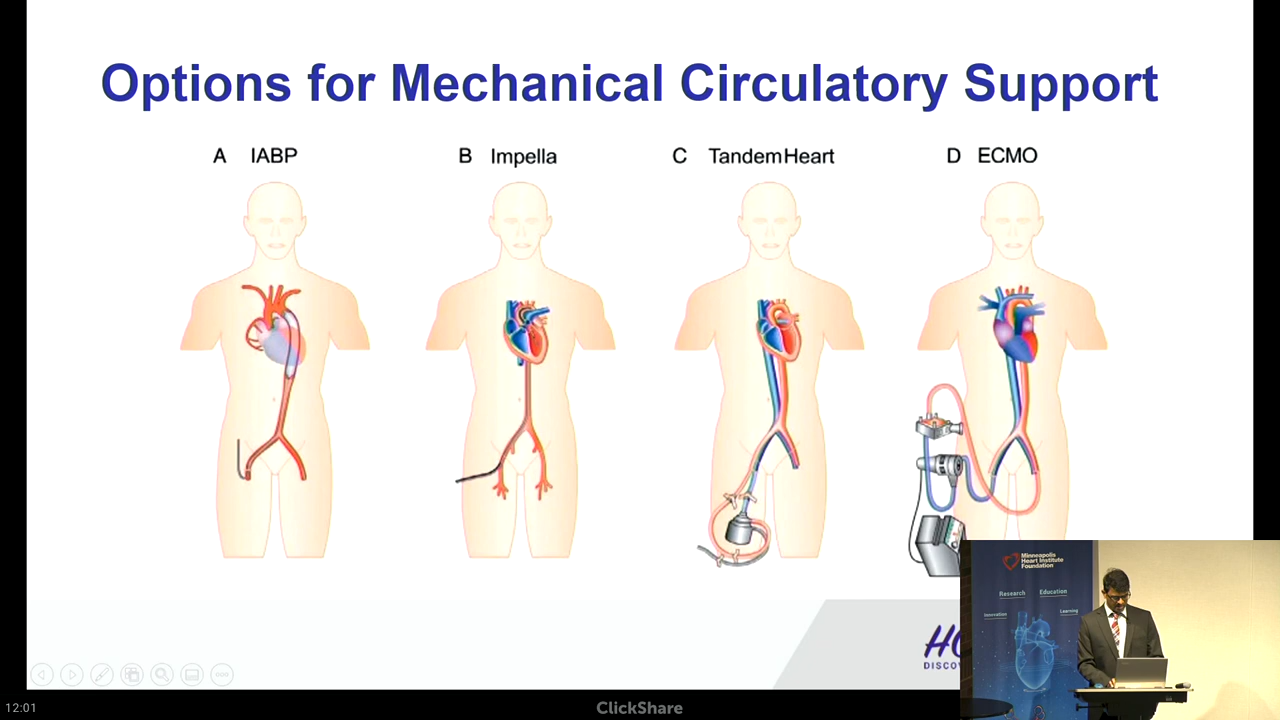 Options for Mechanical Circulatory Support
A IABP
B Impella
C TandemHeart
D ECMO
Minneapolis
Heart Institute
Foundation
Research Education
Innovation Learning
DISCOV
12:01
ClickShare